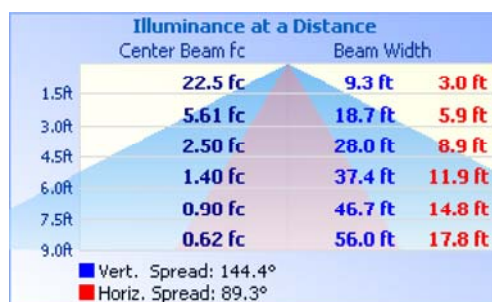 Illuminance at a Distance
Center Beam fc Beam Width
1.5ft 22.5 fc 9.3 ft 3.0 ft
3.0ft 5.61 fc 18.7 ft 5.9 ft
4.5ft 2.50 fc 28.0 ft 8.9 ft
6.0ft 1.40 fc 37.4 ft 11.9 ft
7.5ft 0.90 fc 46.7 ft 14.8 ft
9.0ft 0.62 fc 56.0 ft 17.8 ft
Vert. Spread: 144.4°
Horiz. Spread: 89.3°